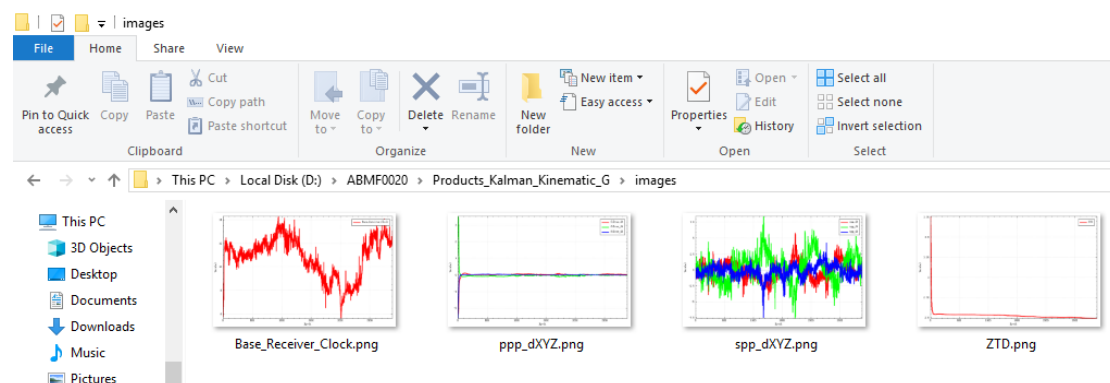 images
File Home Share View
Pin to Quick access
Copy
Paste
Cut
Copy path
Paste shortcut
Clipboard
Move to
Copy to
Delete
Rename
Organize
New folder
New item
Easy access
New
Properties
Open
Edit
History
Open
Select all
Select none
Invert selection
Select
This PC > Local Disk (D:) > ABMF0020 > Products_Kalman_Kinematic_G > images
This PC
3D Objects
Desktop
Documents
Downloads
Music
Pictures
Base_Receiver_Clock.png
ppp_dXYZ.png
spp_dXYZ.png
ZTD.png